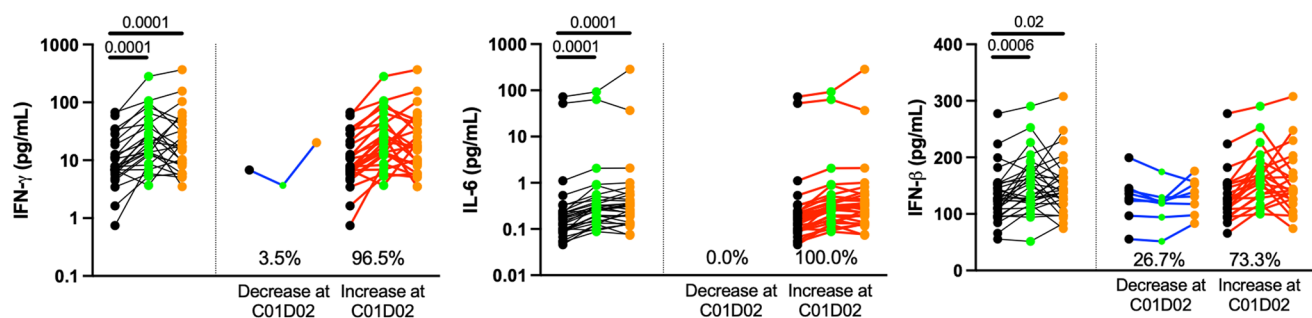 0.0001
0.0001
IFN-γ (pg/mL)
1000
100
10
1
0.1
3.5%
96.5%
Decrease at
C01D02
Increase at
C01D02
0.0001
0.0001
IL-6 (pg/mL)
1000
100
10
1
0.1
0.01
0.0%
100.0%
Decrease at
C01D02
Increase at
C01D02
0.02
0.0006
IFN-β (pg/mL)
400
300
200
100
0
26.7%
73.3%
Decrease at
C01D02
Increase at
C01D02